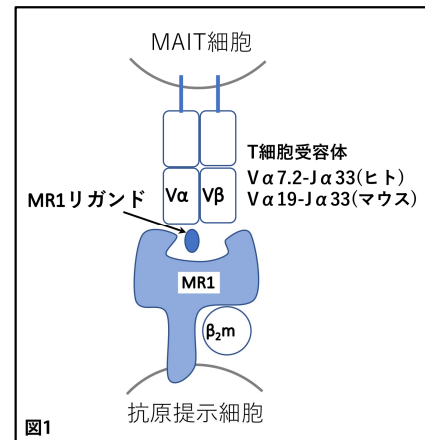 MAIT細胞
T細胞受容体
Vα7.2-Jα33(ヒト)
Vα19-Jα33(マウス)
Vα Vβ
MR1リガンド
MR1
β₂m
抗原提示細胞
図1